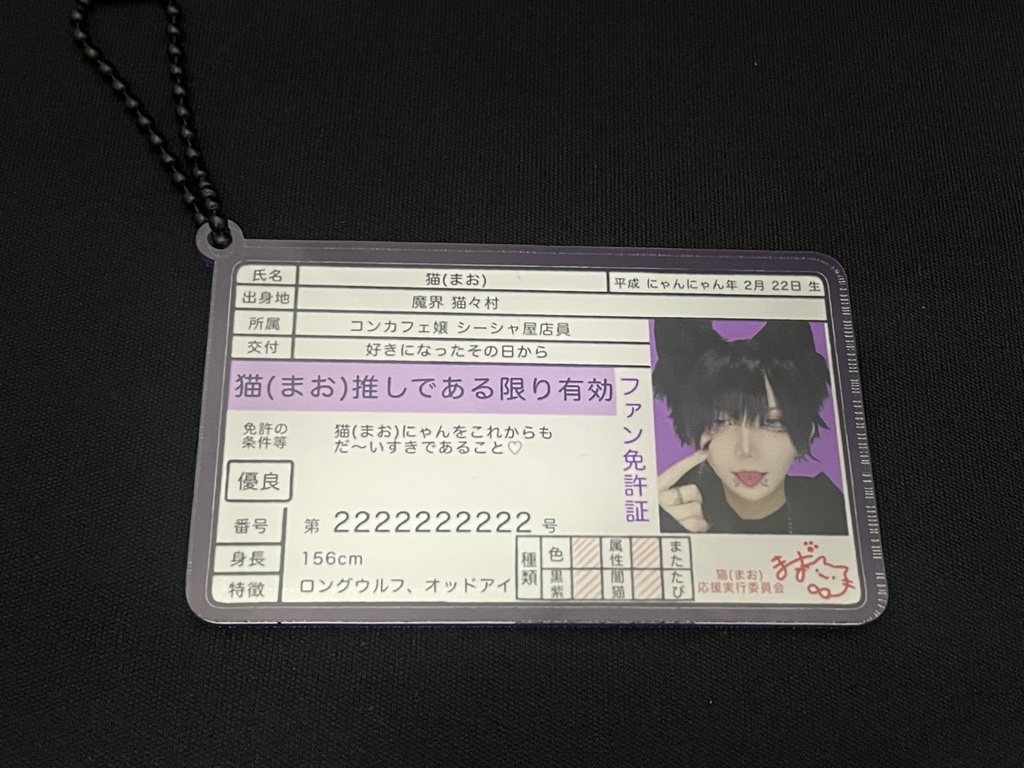 氏名 猫(まお) 平成 にゃんにゃん年 2月 22日 生
出身地 魔界 猫々村
所属 コンカフェ嬢 シーシャ屋店員
交付 好きになったその日から
猫(まお)推しである限り有効
ファン免許証
免許の
条件等
猫(まお)にゃんをこれからも
だ〜いすきであること♡
優良
番号 第 2222222222 号
身長 156cm
特徴 ロングウルフ、オッドアイ
種類
色
黒紫
属性
闇猫
またたび
猫(まお)
応援実行委員会
まお